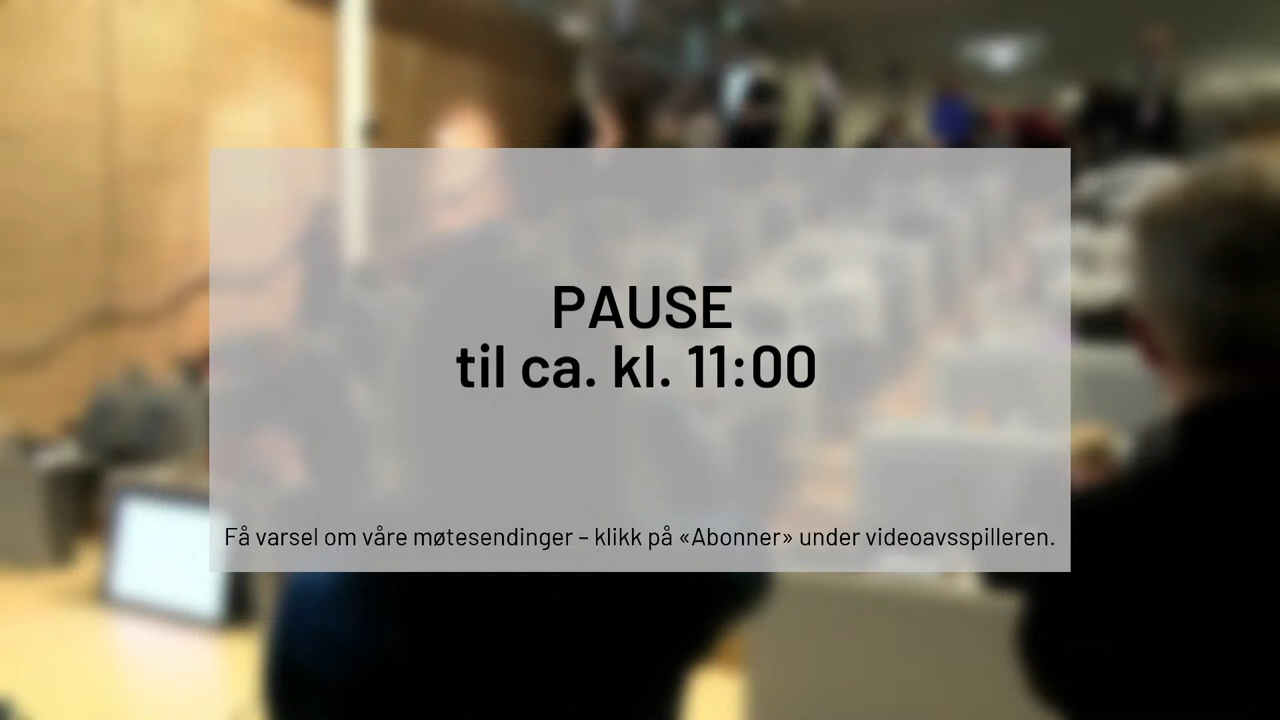 PAUSE
til ca. kl. 11:00
Få varsel om våre møtesendinger – klikk på «Abonner» under videoavsspilleren.